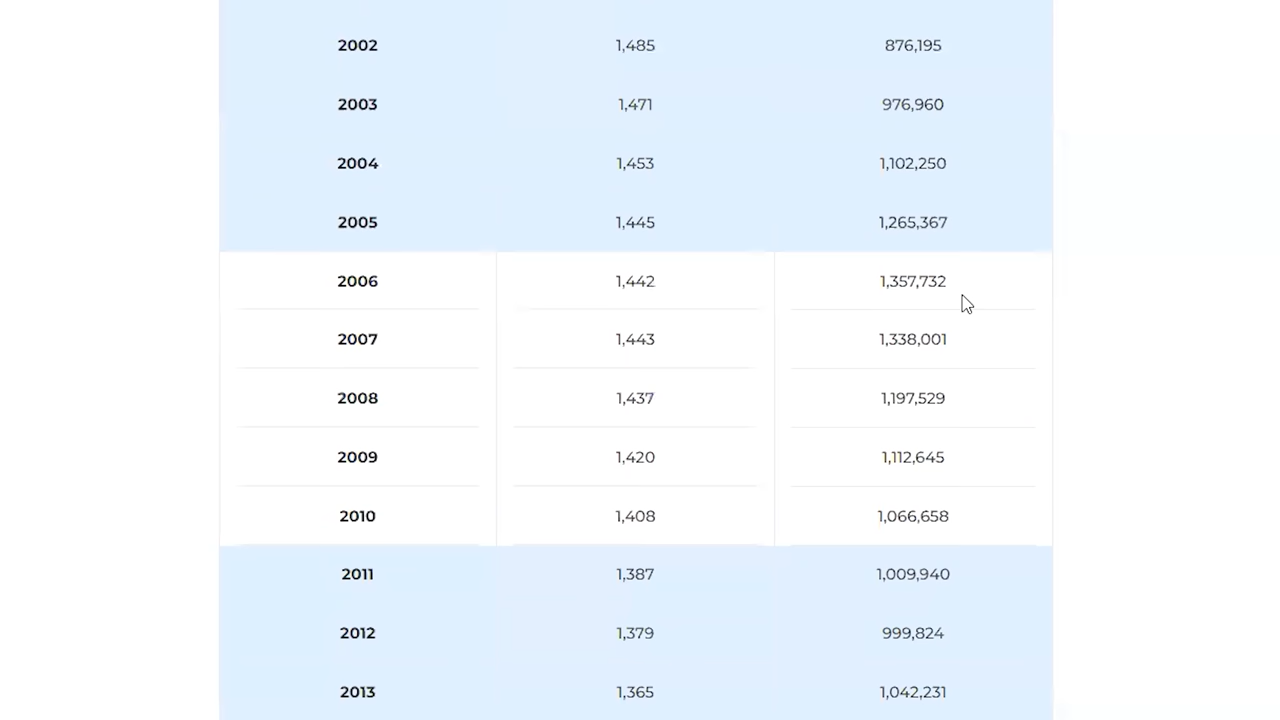 2002 1,485 876,195
2003 1,471 976,960
2004 1,453 1,102,250
2005 1,445 1,265,367
2006 1,442 1,357,732
2007 1,443 1,338,001
2008 1,437 1,197,529
2009 1,420 1,112,645
2010 1,408 1,066,658
2011 1,387 1,009,940
2012 1,379 999,824
2013 1,365 1,042,231